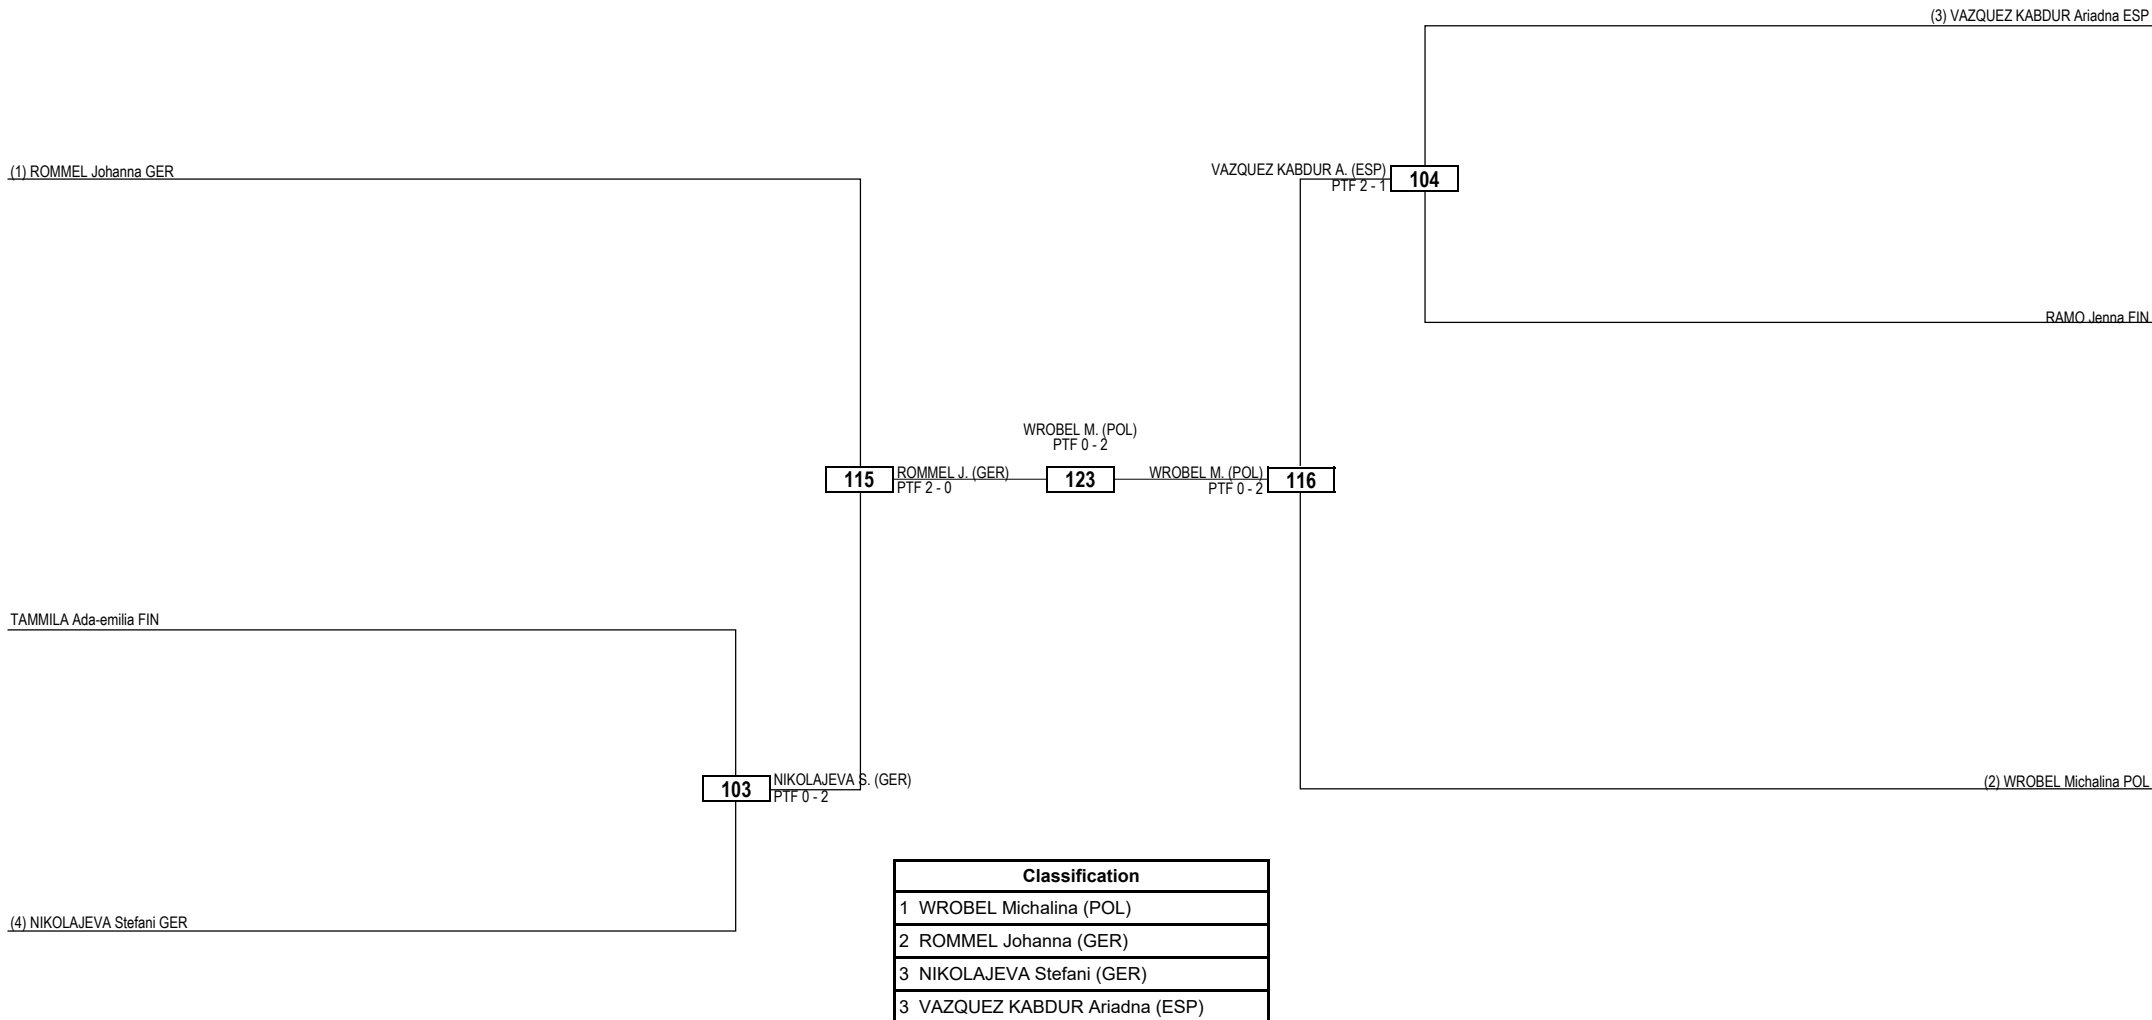 (3) VAZQUEZ KABDUR Ariadna ESP
(1) ROMMEL Johanna GER
VAZQUEZ KABDUR A. (ESP)
PTF 2 - 1
104
RAMO Jenna FIN
WROBEL M. (POL)
PTF 0 - 2
115
ROMMEL J. (GER)
PTF 2 - 0
123
WROBEL M. (POL)
PTF 0 - 2
116
TAMMILA Ada-emilia FIN
103
NIKOLAJEVA S. (GER)
PTF 0 - 2
(2) WROBEL Michalina POL
(4) NIKOLAJEVA Stefani GER
Classification
1 WROBEL Michalina (POL)
2 ROMMEL Johanna (GER)
3 NIKOLAJEVA Stefani (GER)
3 VAZQUEZ KABDUR Ariadna (ESP)